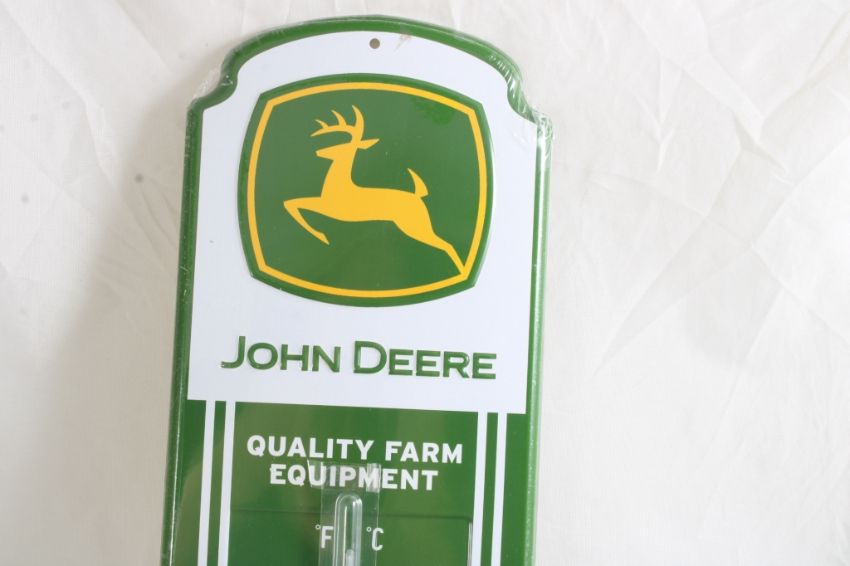 JOHN DEERE
QUALITY FARM
EQUIPMENT
°F °C